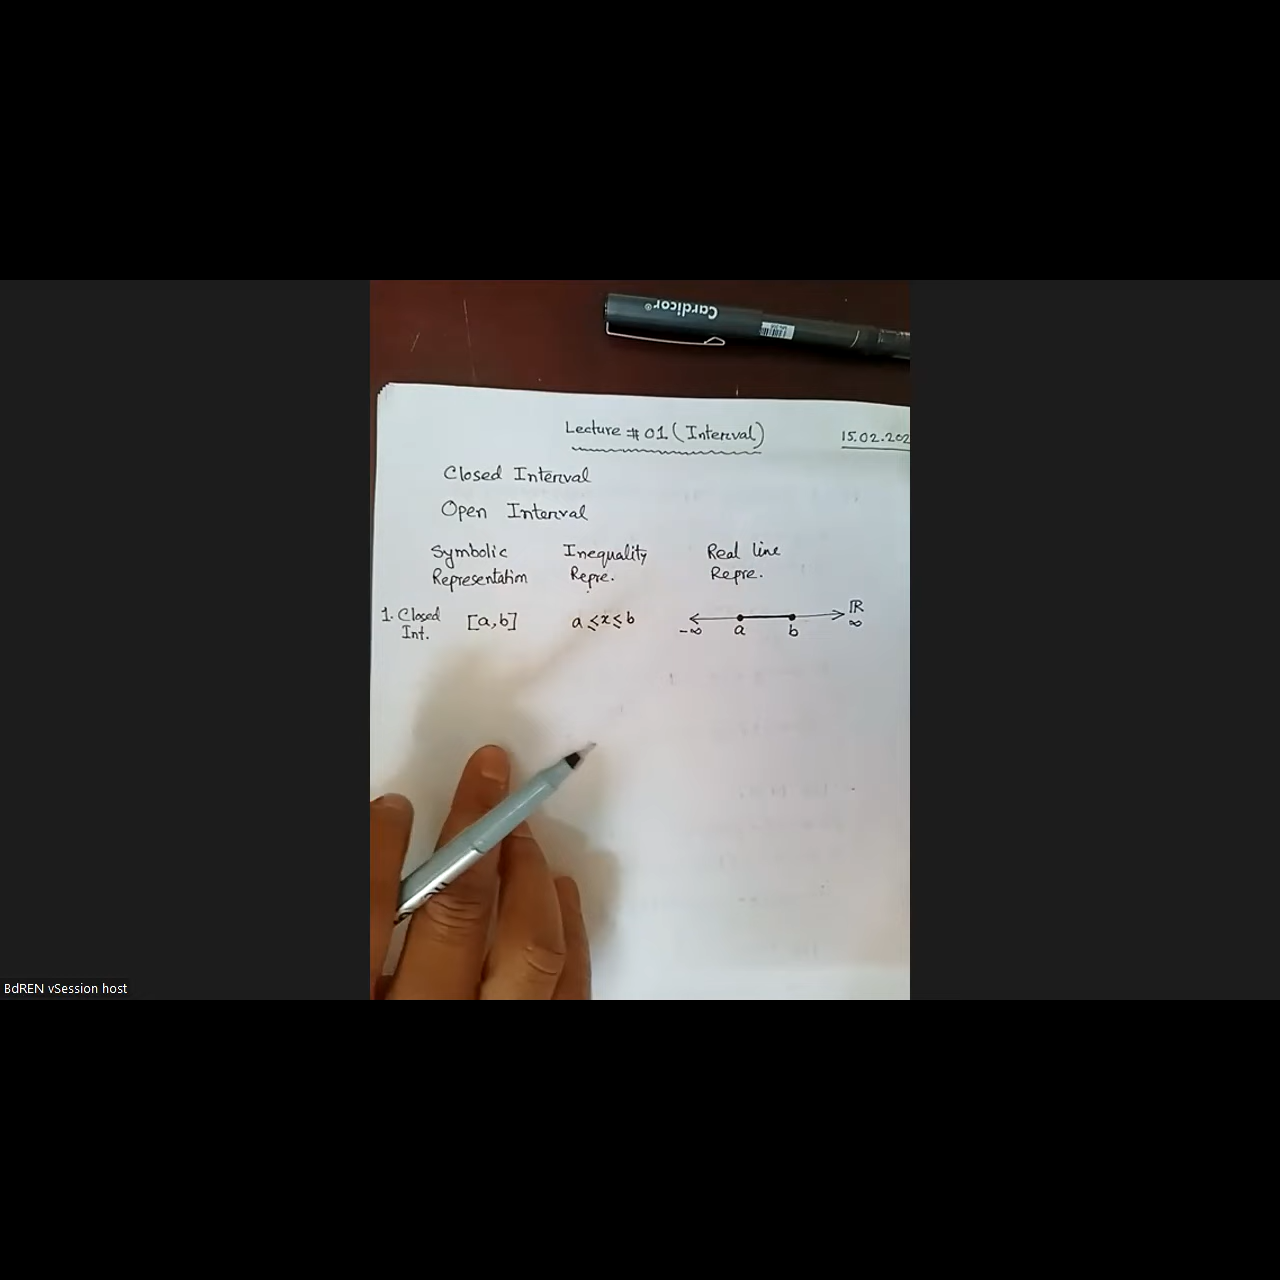 Cardicor®
Lecture # 01 (Interval)
15.02.202
Closed Interval
Open Interval
Symbolic Representation
Inequality Repre.
Real line Repre.
1. Closed Int.
[a,b]
a ≤ x ≤ b
-∞ a b ℝ ∞
BdREN vSession host